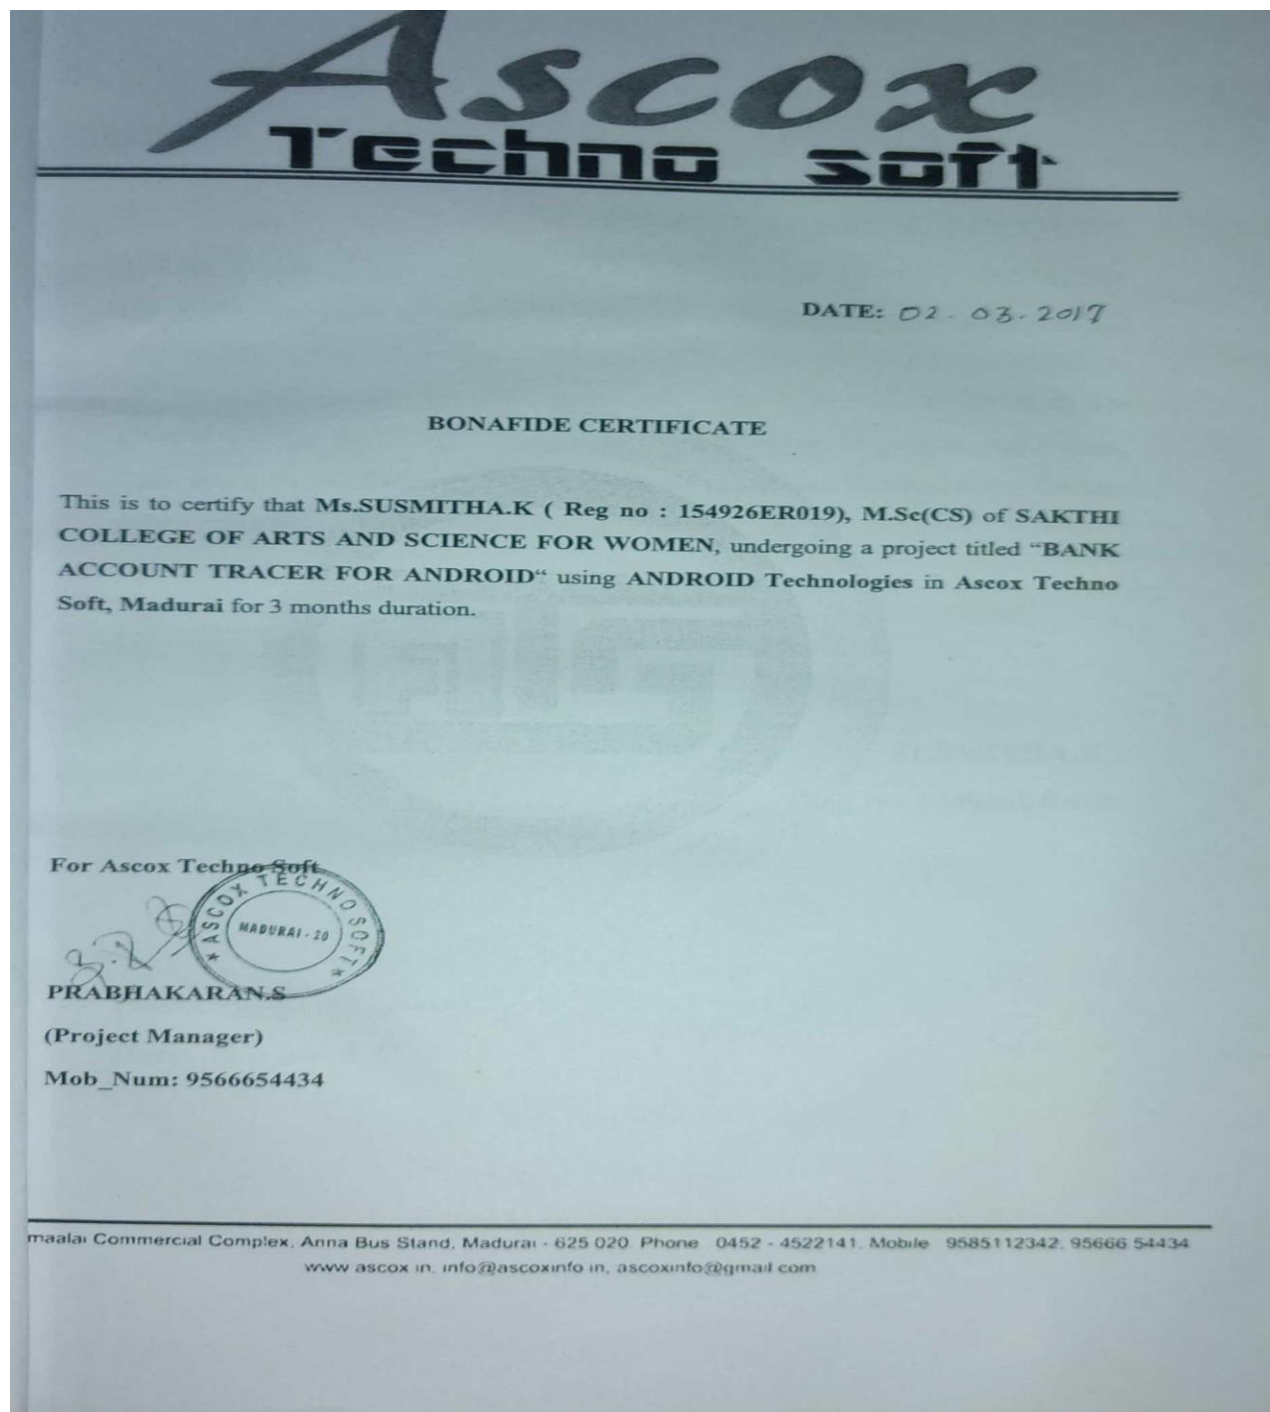 Ascox
Techno soft
DATE: 02.03.2017
BONAFIDE CERTIFICATE
This is to certify that Ms.SUSMITHA.K ( Reg no : 154926ER019), M.Sc(CS) of SAKTHI
COLLEGE OF ARTS AND SCIENCE FOR WOMEN, undergoing a project titled “BANK
ACCOUNT TRACER FOR ANDROID“ using ANDROID Technologies in Ascox Techno
Soft, Madurai for 3 months duration.
For Ascox Techno Soft
★ ASCOX TECHNOSOFT ★
MADURAI - 20
PRABHAKARAN.S
(Project Manager)
Mob_Num: 9566654434
maalai Commercial Complex, Anna Bus Stand, Madurai - 625 020. Phone 0452 - 4522141, Mobile 9585112342, 95666 54434
www ascox in, info@ascoxinfo in, ascoxinfo@gmail com